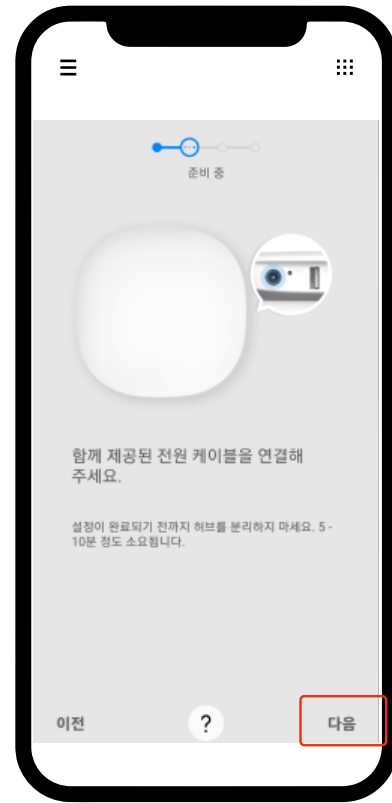 준비 중
함께 제공된 전원 케이블을 연결해
주세요.
설정이 완료되기 전까지 허브를 분리하지 마세요. 5 -
10분 정도 소요됩니다.
이전
?
다음